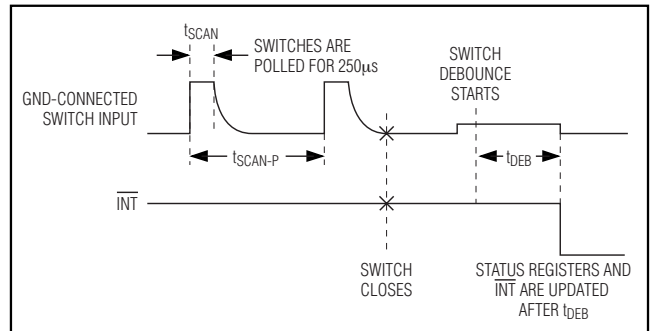 tSCAN
SWITCHES ARE
POLLED FOR 250µs
SWITCH
DEBOUNCE
STARTS
GND-CONNECTED
SWITCH INPUT
tSCAN-P
tDEB
INT
SWITCH
CLOSES
STATUS REGISTERS AND
INT ARE UPDATED
AFTER tDEB